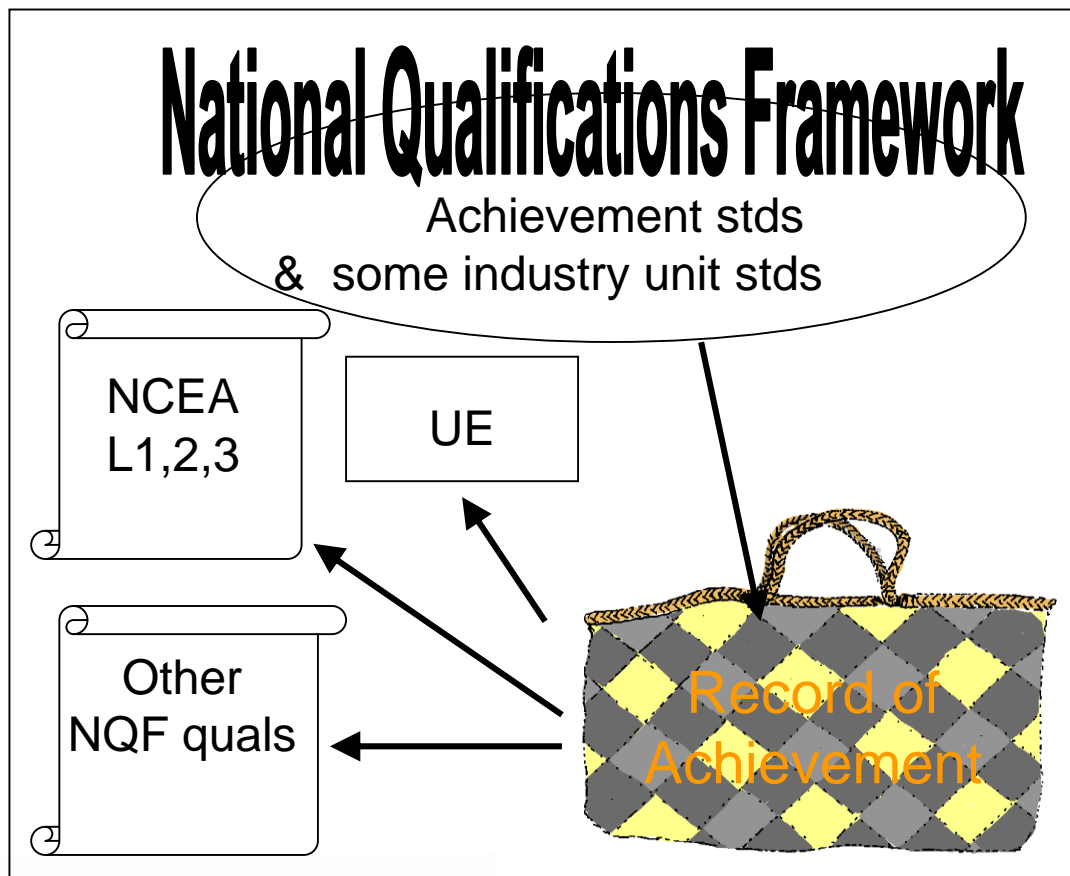 National Qualifications Framework
Achievement stds
& some industry unit stds
NCEA
L1,2,3
UE
Other
NQF quals
Record of
Achievement